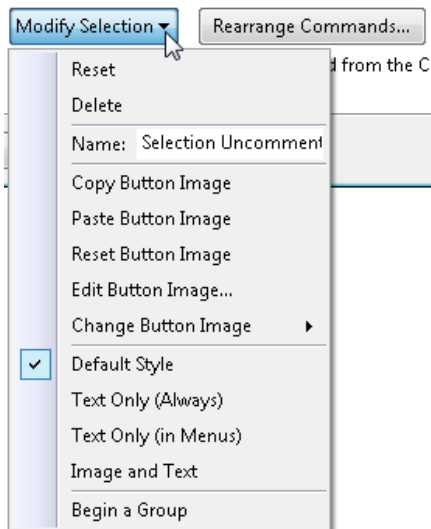 Modify Selection
Rearrange Commands...
from the C
Reset
Delete
Name: Selection Uncomment
Copy Button Image
Paste Button Image
Reset Button Image
Edit Button Image...
Change Button Image
Default Style
Text Only (Always)
Text Only (in Menus)
Image and Text
Begin a Group